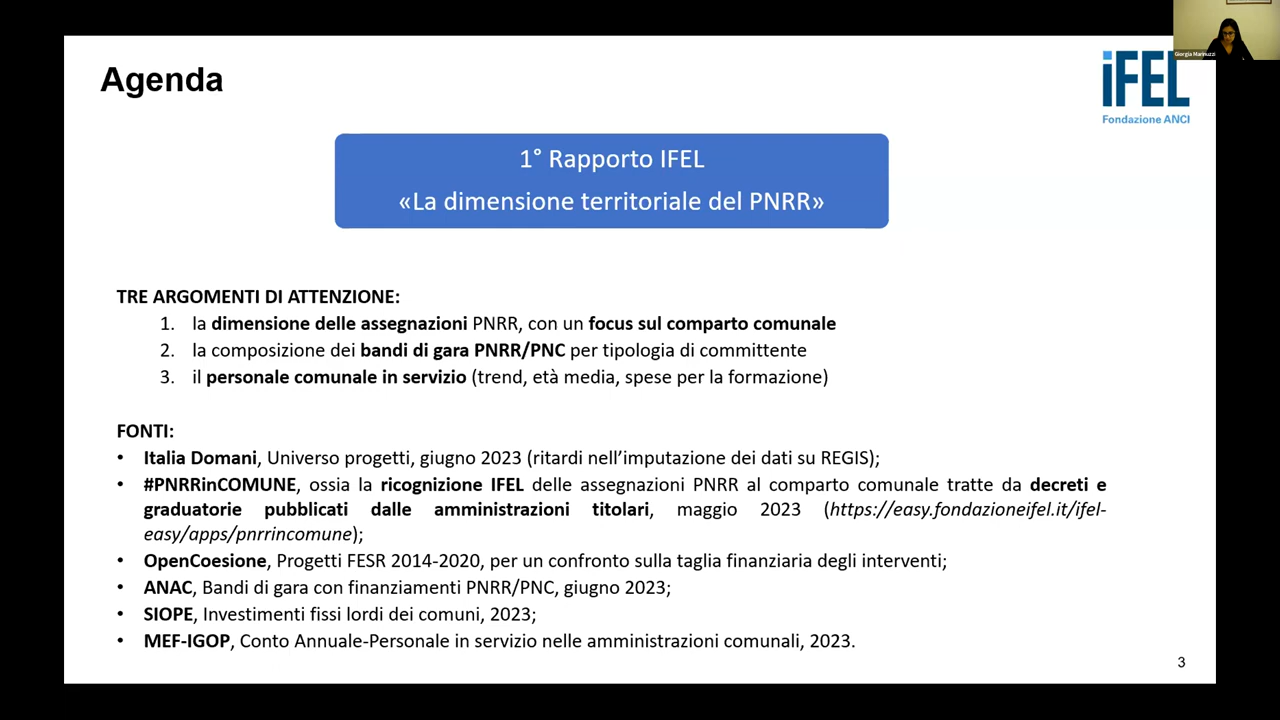 Giorgia Marinuzzi
Agenda
iFEL
Fondazione ANCI
1° Rapporto IFEL
«La dimensione territoriale del PNRR»
TRE ARGOMENTI DI ATTENZIONE:
1. la dimensione delle assegnazioni PNRR, con un focus sul comparto comunale
2. la composizione dei bandi di gara PNRR/PNC per tipologia di committente
3. il personale comunale in servizio (trend, età media, spese per la formazione)
FONTI:
• Italia Domani, Universo progetti, giugno 2023 (ritardi nell’imputazione dei dati su REGIS);
• #PNRRinCOMUNE, ossia la ricognizione IFEL delle assegnazioni PNRR al comparto comunale tratte da decreti e
graduatorie pubblicati dalle amministrazioni titolari, maggio 2023 (https://easy.fondazioneifel.it/ifel-
easy/apps/pnrrincomune);
• OpenCoesione, Progetti FESR 2014-2020, per un confronto sulla taglia finanziaria degli interventi;
• ANAC, Bandi di gara con finanziamenti PNRR/PNC, giugno 2023;
• SIOPE, Investimenti fissi lordi dei comuni, 2023;
• MEF-IGOP, Conto Annuale-Personale in servizio nelle amministrazioni comunali, 2023.
3